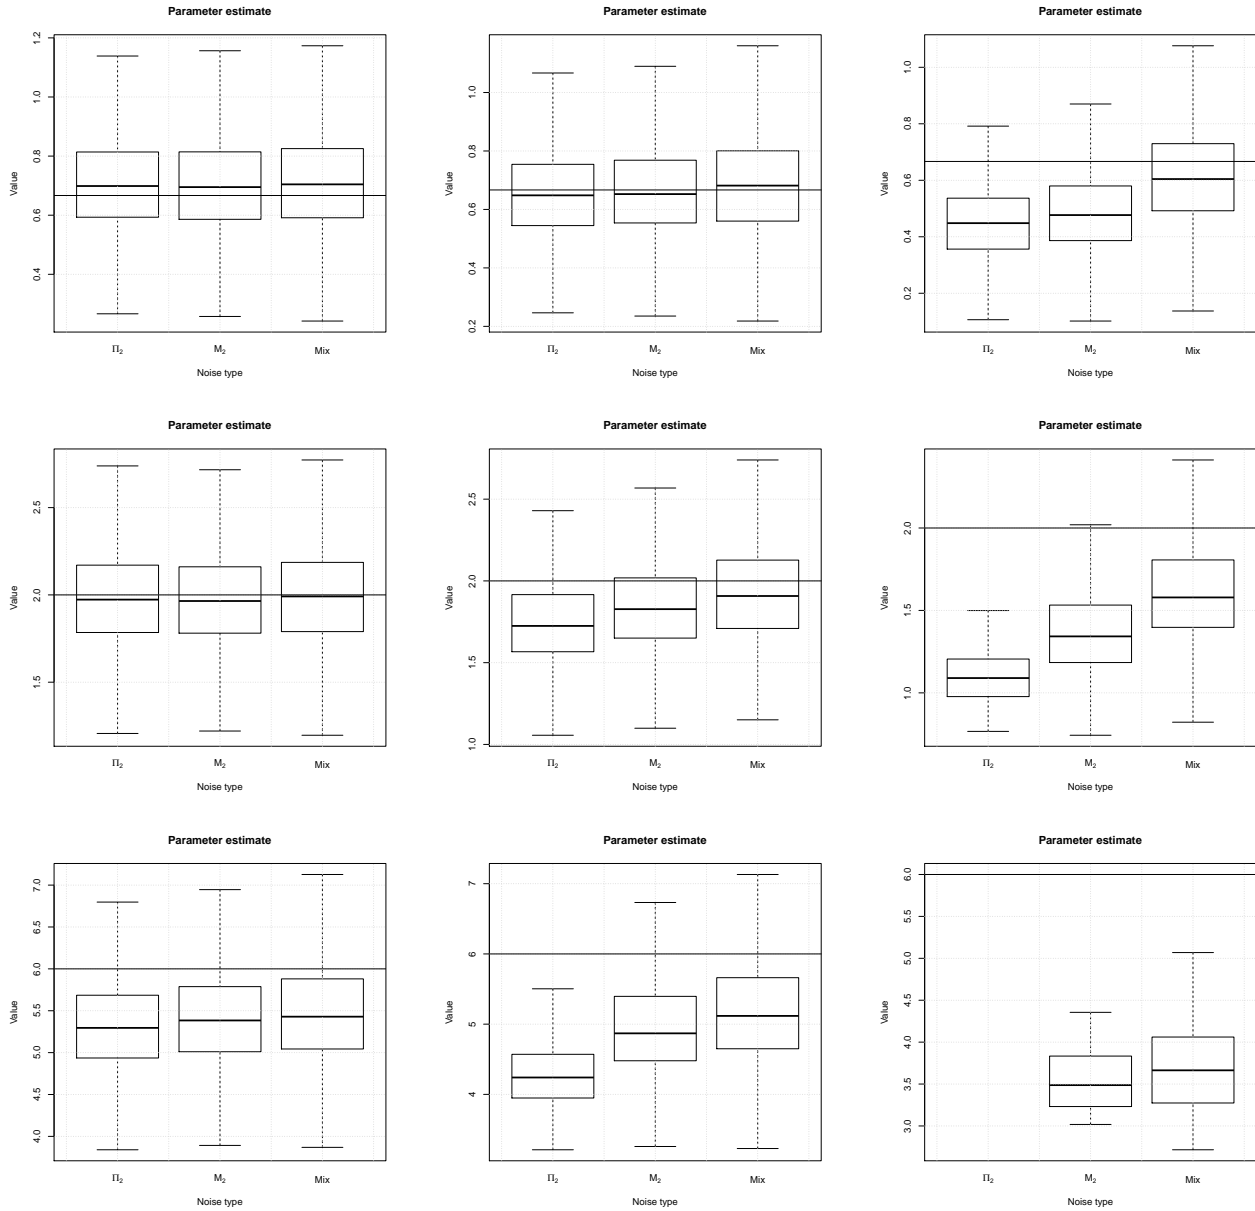 Parameter estimate
Parameter estimate
Parameter estimate
Value
1.2
1.0
0.8
0.6
0.4
Π₂
M₂
Mix
Noise type
Value
1.0
0.8
0.6
0.4
0.2
Π₂
M₂
Mix
Noise type
Value
1.0
0.8
0.6
0.4
0.2
Π₂
M₂
Mix
Noise type
Parameter estimate
Parameter estimate
Parameter estimate
Value
2.5
2.0
1.5
Π₂
M₂
Mix
Noise type
Value
2.5
2.0
1.5
1.0
Π₂
M₂
Mix
Noise type
Value
2.0
1.5
1.0
Π₂
M₂
Mix
Noise type
Parameter estimate
Parameter estimate
Parameter estimate
Value
7.0
6.5
6.0
5.5
5.0
4.5
4.0
Π₂
M₂
Mix
Noise type
Value
7
6
5
4
Π₂
M₂
Mix
Noise type
Value
6.0
5.5
5.0
4.5
4.0
3.5
3.0
Π₂
M₂
Mix
Noise type